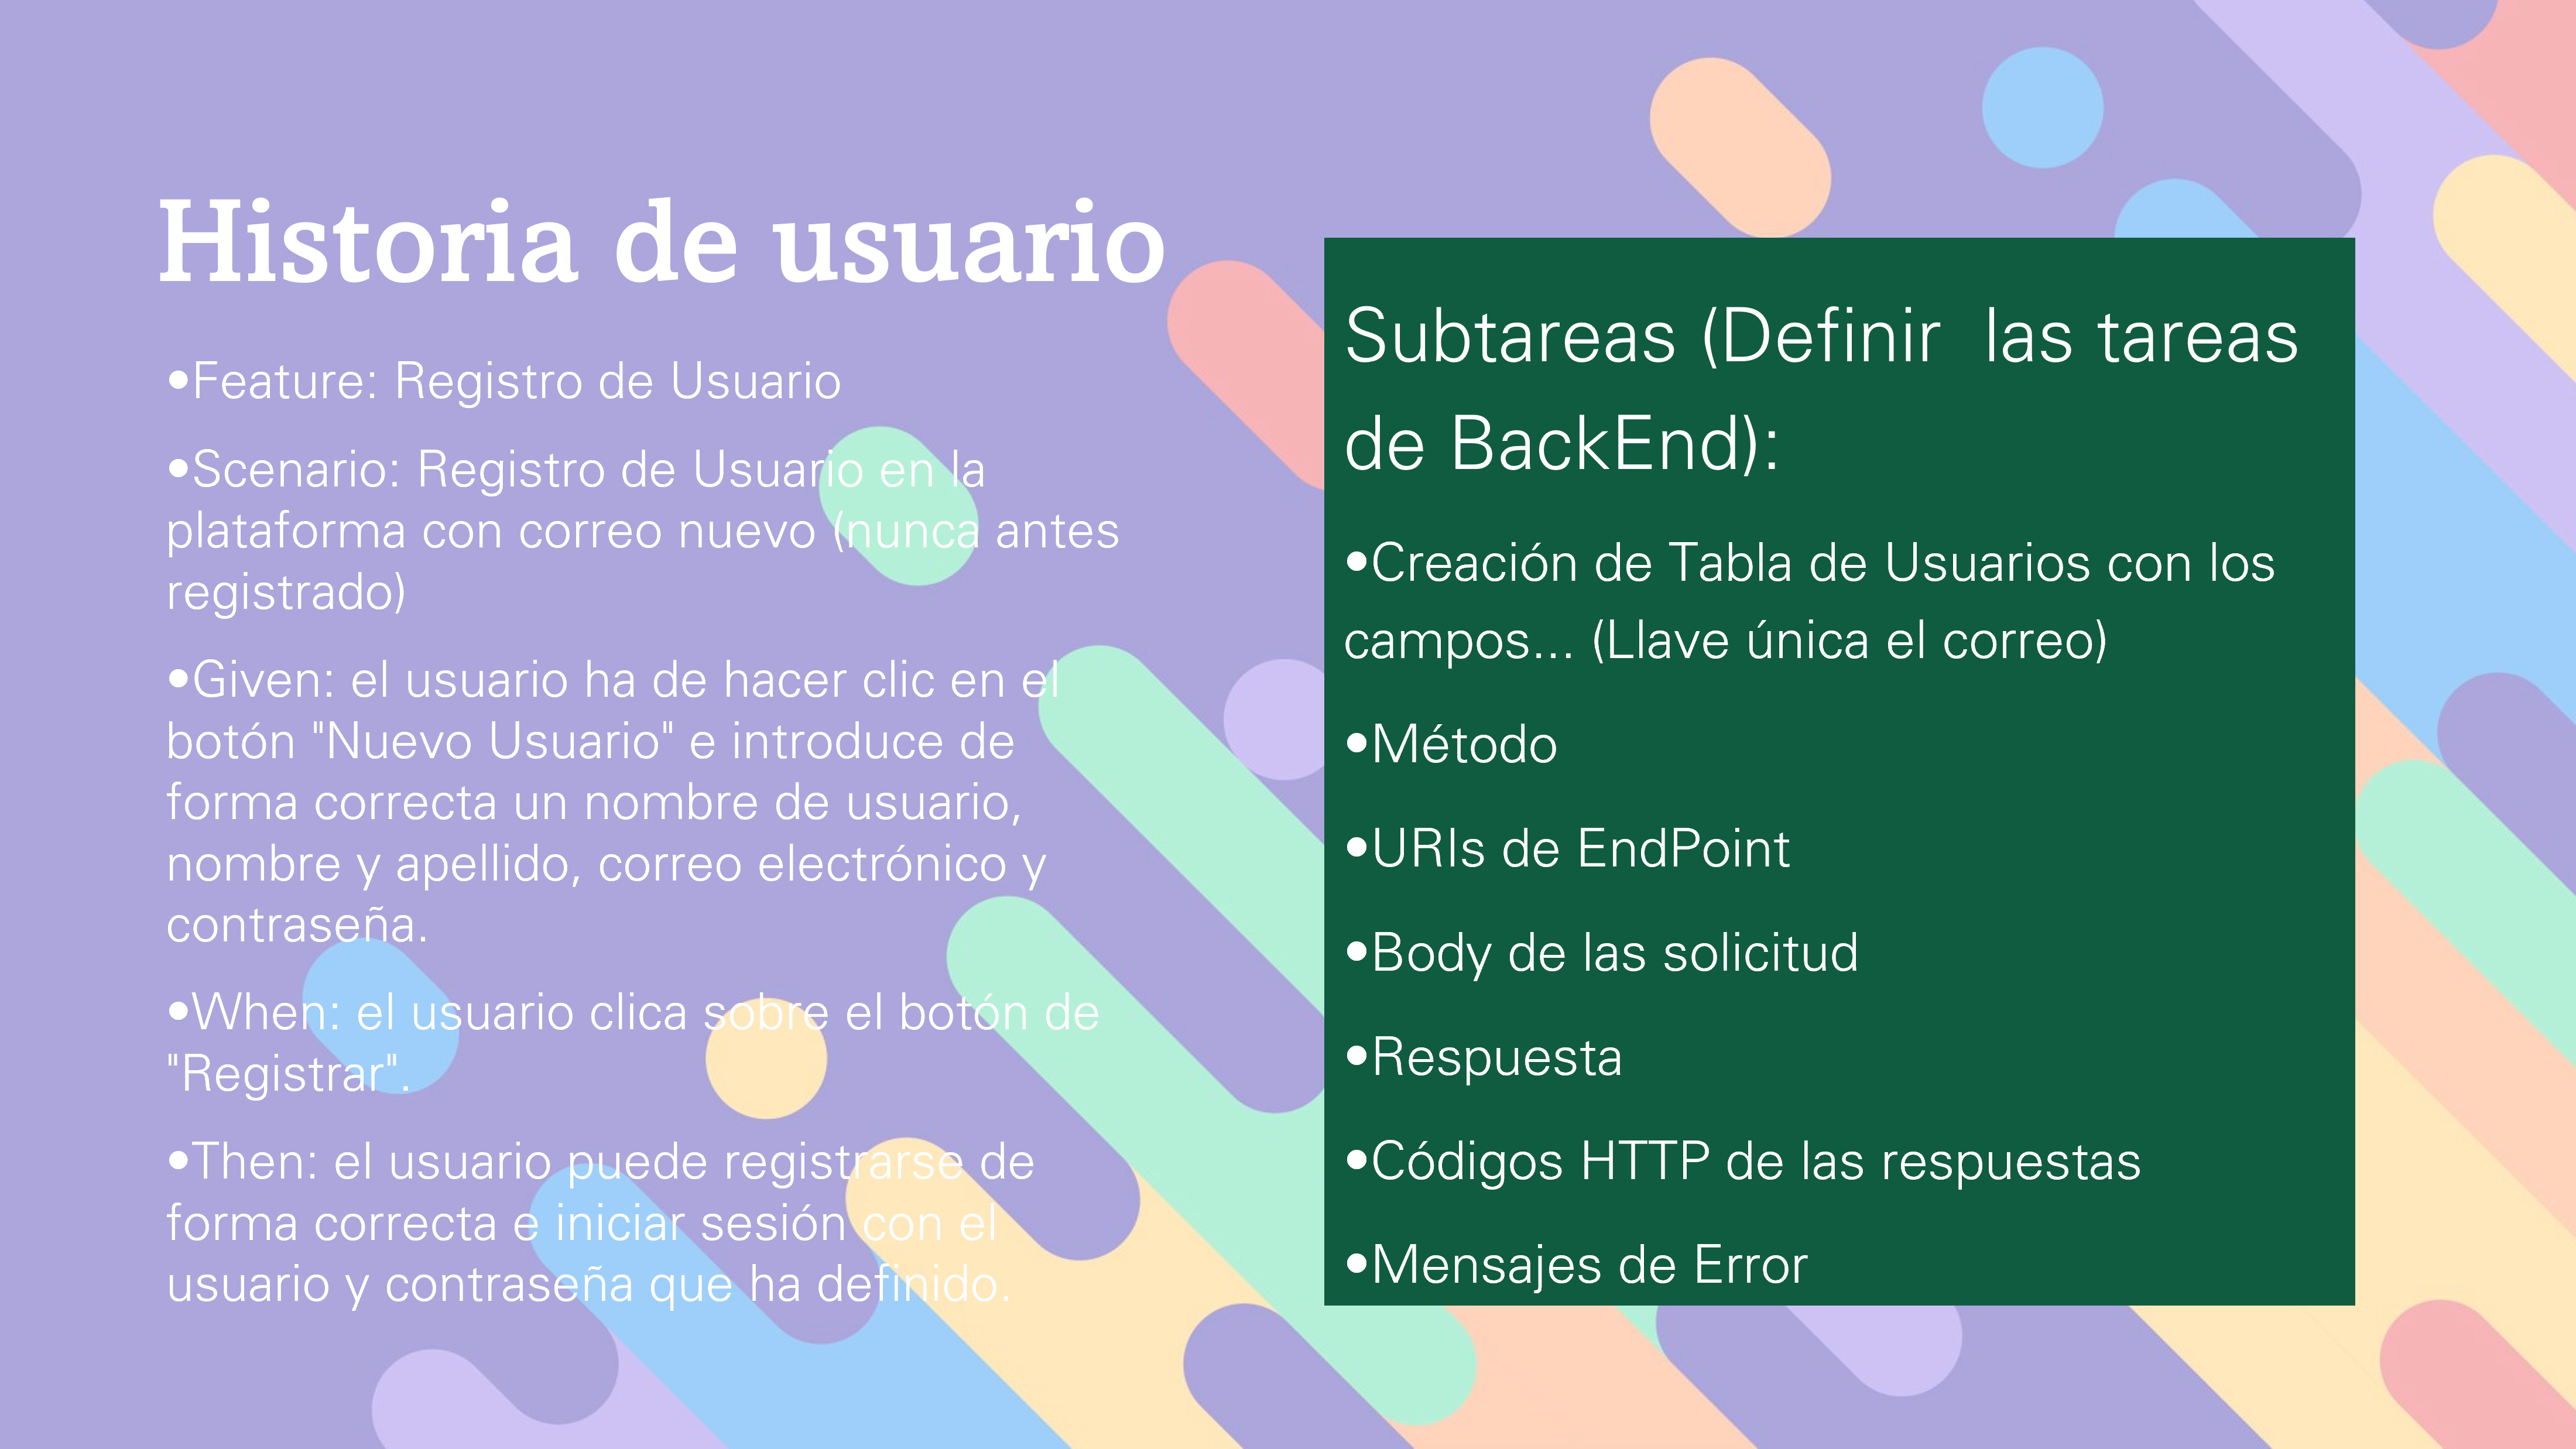 Historia de usuario
•Feature: Registro de Usuario
•Scenario: Registro de Usuario en la
plataforma con correo nuevo (nunca antes
registrado)
•Given: el usuario ha de hacer clic en el
botón "Nuevo Usuario" e introduce de
forma correcta un nombre de usuario,
nombre y apellido, correo electrónico y
contraseña.
•When: el usuario clica sobre el botón de
"Registrar".
•Then: el usuario puede registrarse de
forma correcta e iniciar sesión con el
usuario y contraseña que ha definido.
Subtareas (Definir  las tareas
de BackEnd):
•Creación de Tabla de Usuarios con los
campos... (Llave única el correo)
•Método
•URIs de EndPoint
•Body de las solicitud
•Respuesta
•Códigos HTTP de las respuestas
•Mensajes de Error